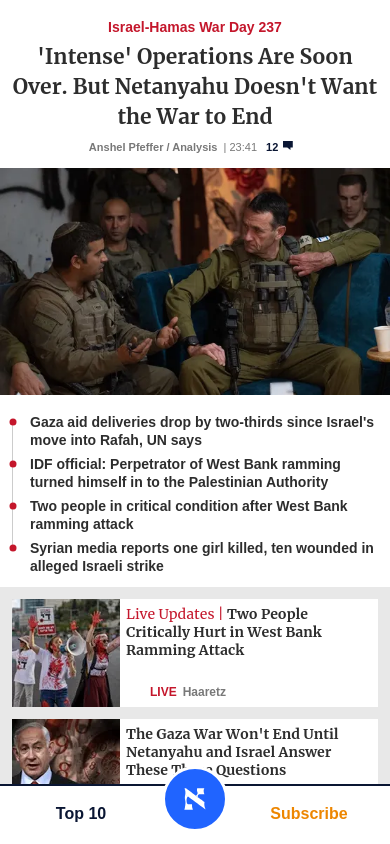 Israel-Hamas War Day 237
'Intense' Operations Are Soon
Over. But Netanyahu Doesn't Want
the War to End
Anshel Pfeffer / Analysis | 23:41 12
Gaza aid deliveries drop by two-thirds since Israel's
move into Rafah, UN says
IDF official: Perpetrator of West Bank ramming
turned himself in to the Palestinian Authority
Two people in critical condition after West Bank
ramming attack
Syrian media reports one girl killed, ten wounded in
alleged Israeli strike
Live Updates | Two People
Critically Hurt in West Bank
Ramming Attack
LIVE Haaretz
The Gaza War Won't End Until
Netanyahu and Israel Answer
These Questions
Top 10
Subscribe